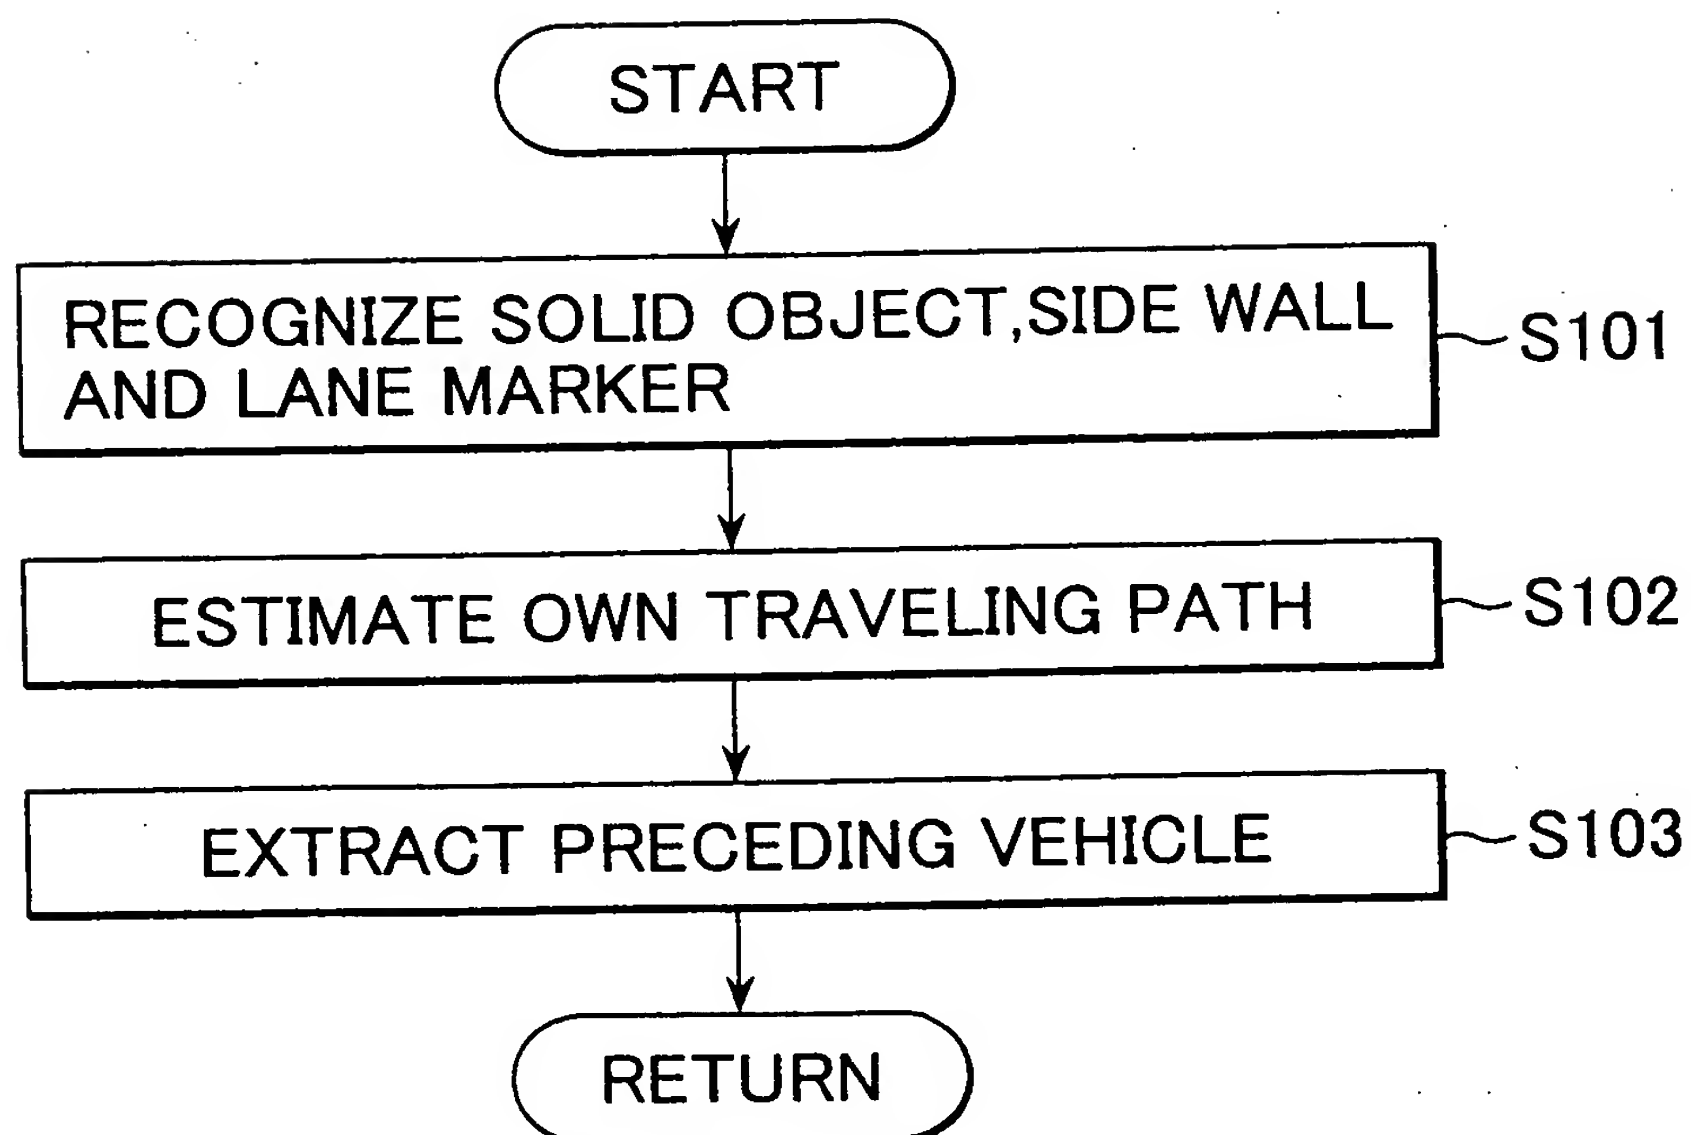 START
RECOGNIZE SOLID OBJECT,SIDE WALL
AND LANE MARKER
S101
ESTIMATE OWN TRAVELING PATH
S102
EXTRACT PRECEDING VEHICLE
S103
RETURN